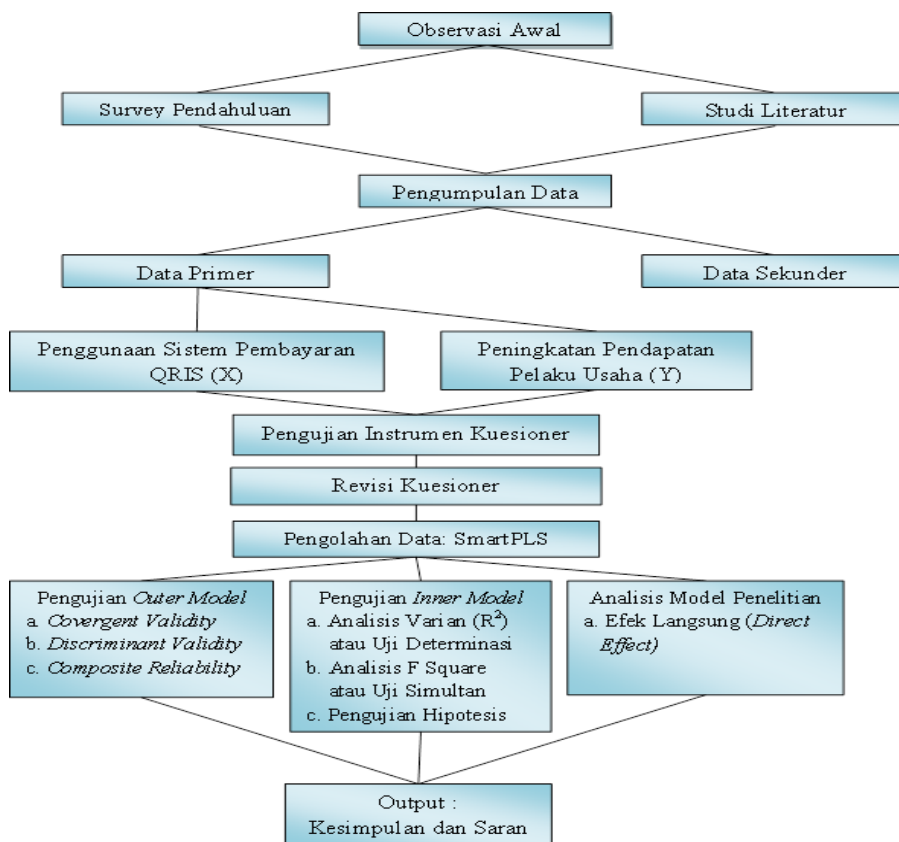 Observasi Awal
Survey Pendahuluan
Studi Literatur
Pengumpulan Data
Data Primer
Data Sekunder
Penggunaan Sistem Pembayaran
QRIS (X)
Peningkatan Pendapatan
Pelaku Usaha (Y)
Pengujian Instrumen Kuesioner
Revisi Kuesioner
Pengolahan Data: SmartPLS
Pengujian Outer Model
a. Covergent Validity
b. Discriminant Validity
c. Composite Reliability
Pengujian Inner Model
a. Analisis Varian (R²)
atau Uji Determinasi
b. Analisis F Square
atau Uji Simultan
c. Pengujian Hipotesis
Analisis Model Penelitian
a. Efek Langsung (Direct
Effect)
Output :
Kesimpulan dan Saran